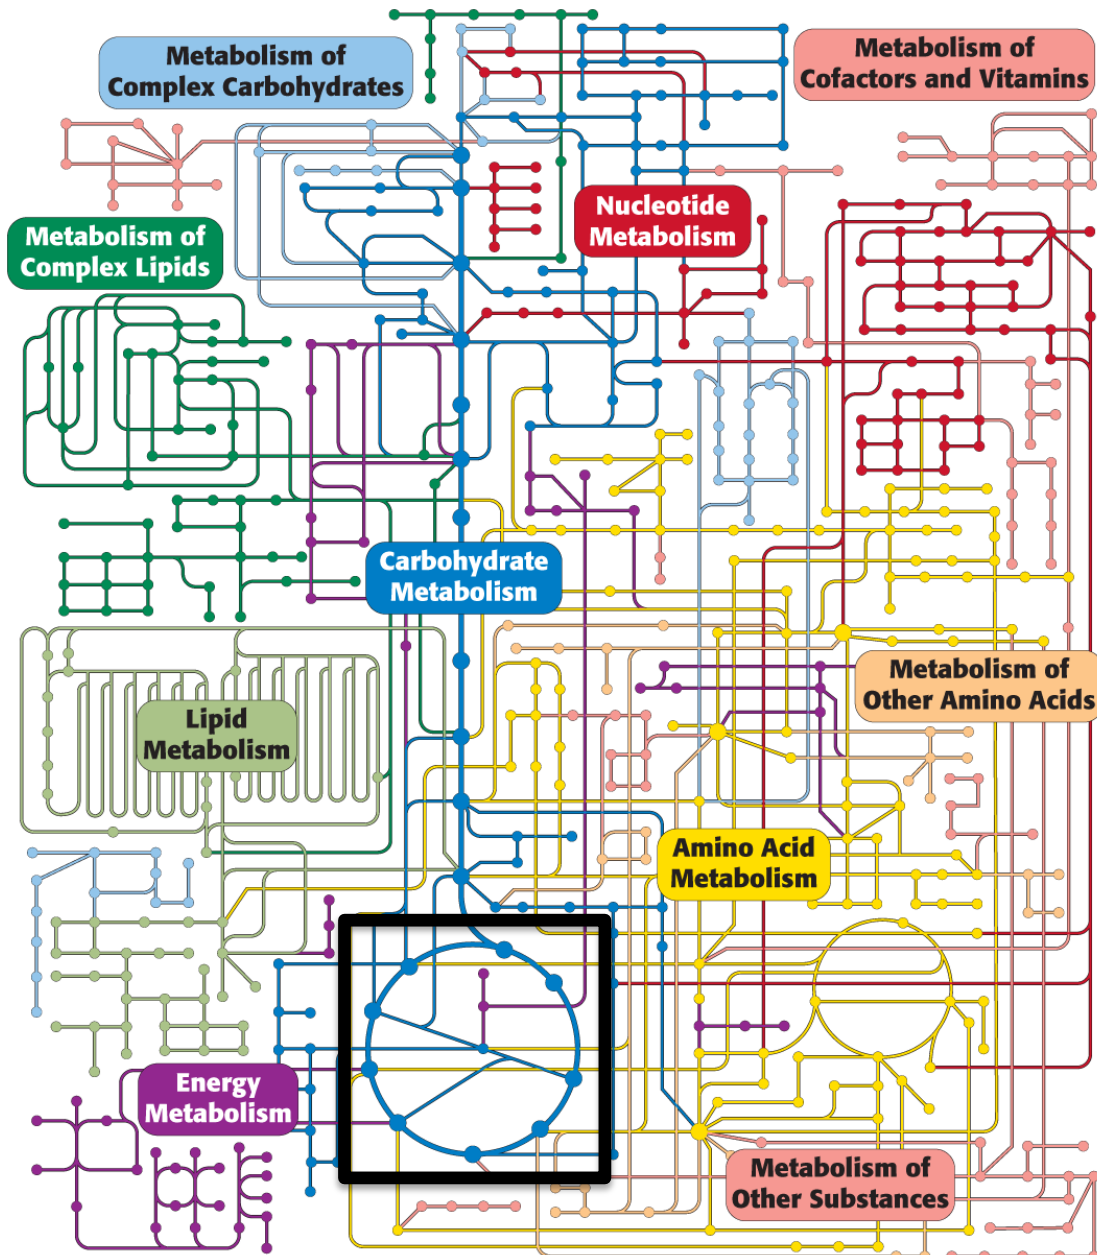 Metabolism of
Complex Carbohydrates
Metabolism of
Cofactors and Vitamins
Nucleotide
Metabolism
Metabolism of
Complex Lipids
Carbohydrate
Metabolism
Metabolism of
Other Amino Acids
Lipid
Metabolism
Amino Acid
Metabolism
Energy
Metabolism
Metabolism of
Other Substances